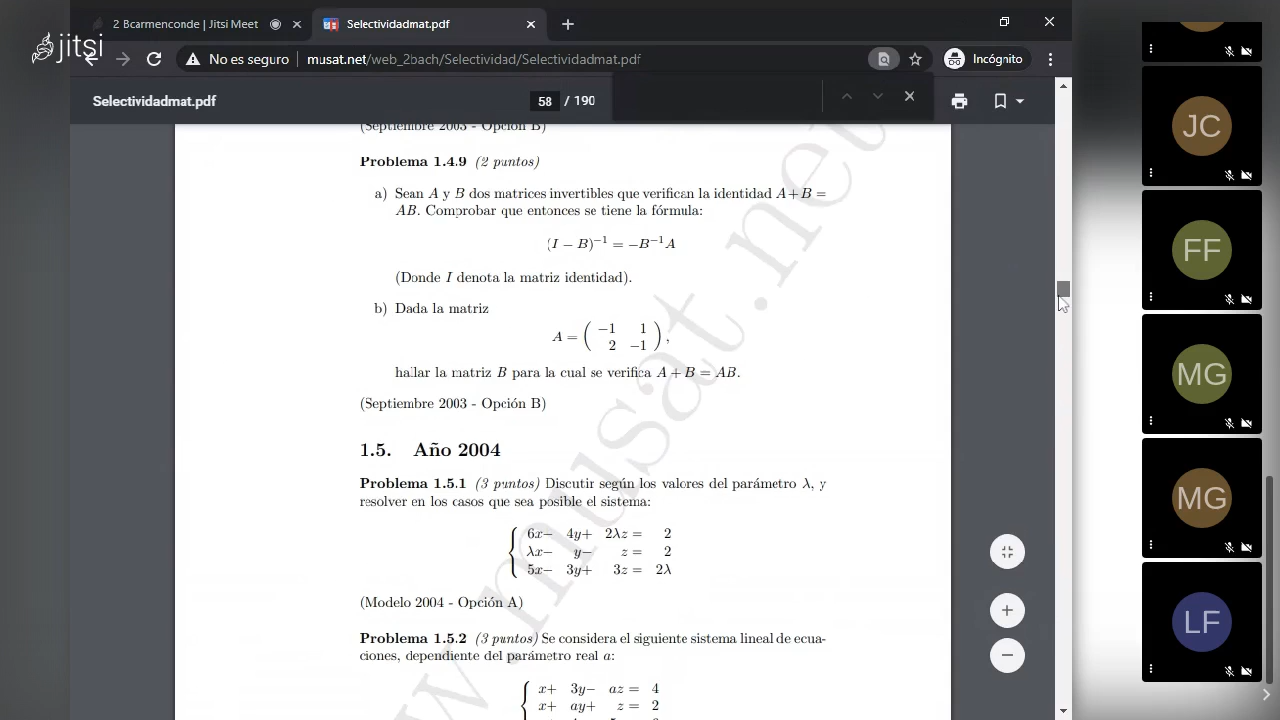 2 Bcarmenconde | Jitsi Meet
Selectividadmat.pdf
jitsi
No es seguro
musat.net/web_2bach/Selectividad/Selectividadmat.pdf
Incógnito
Selectividadmat.pdf
58 / 190
(Septiembre 2003 - Opción B)
Problema 1.4.9 (2 puntos)
a) Sean A y B dos matrices invertibles que verifican la identidad A + B =
AB. Comprobar que entonces se tiene la fórmula:
(I − B)⁻¹ = −B⁻¹A
(Donde I denota la matriz identidad).
b) Dada la matriz
A = ( −1 1
2 −1 ) ,
hallar la matriz B para la cual se verifica A + B = AB.
(Septiembre 2003 - Opción B)
1.5. Año 2004
Problema 1.5.1 (3 puntos) Discutir según los valores del parámetro λ, y
resolver en los casos que sea posible el sistema:
6x− 4y+ 2λz = 2
λx− y− z = 2
5x− 3y+ 3z = 2λ
(Modelo 2004 - Opción A)
Problema 1.5.2 (3 puntos) Se considera el siguiente sistema lineal de ecua-
ciones, dependiente del parámetro real a:
x+ 3y− az = 4
x+ ay+ z = 2
www.musat.net
JC
FF
MG
MG
LF